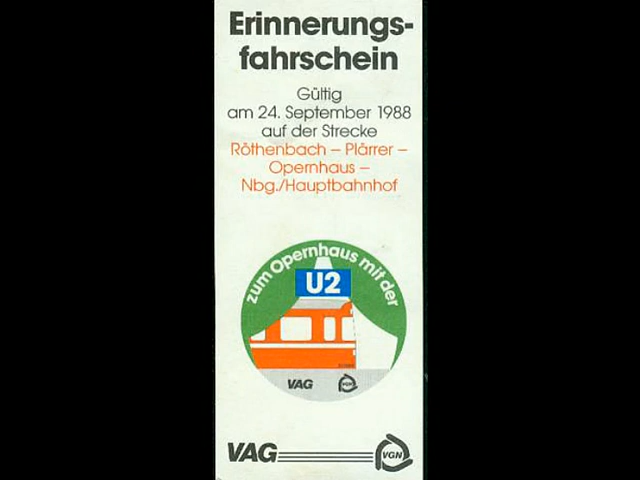 Erinnerungs-
fahrschein
Gültig
am 24. September 1988
auf der Strecke
Röthenbach – Plärrer –
Opernhaus –
Nbg./Hauptbahnhof
zum Opernhaus mit der
U2
VAG VGN
VAG VGN